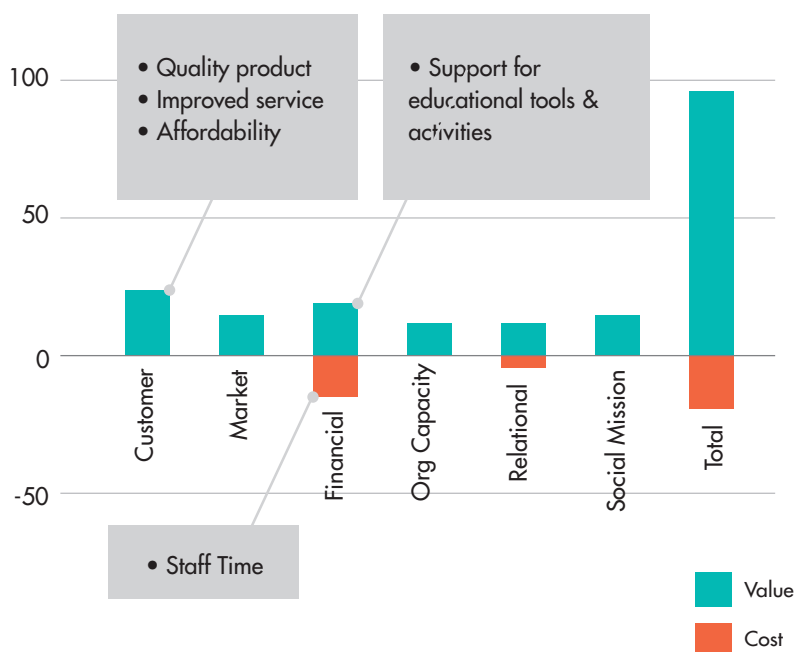 • Quality product
• Improved service
• Affordability
• Support for
educational tools &
activities
100
50
0
-50
Customer
Market
Financial
Org Capacity
Relational
Social Mission
Total
• Staff Time
Value
Cost